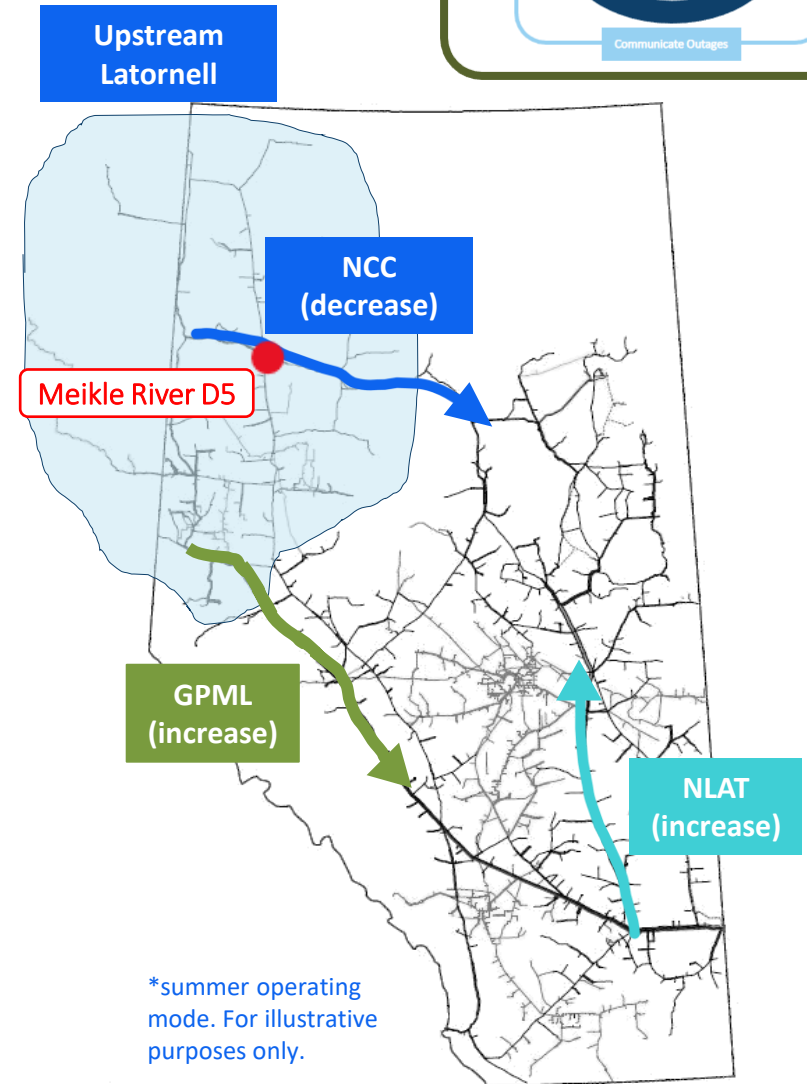 Communicate Outages
Upstream
Latornell
NCC
(decrease)
Meikle River D5
GPML
(increase)
NLAT
(increase)
*summer operating
mode. For illustrative
purposes only.